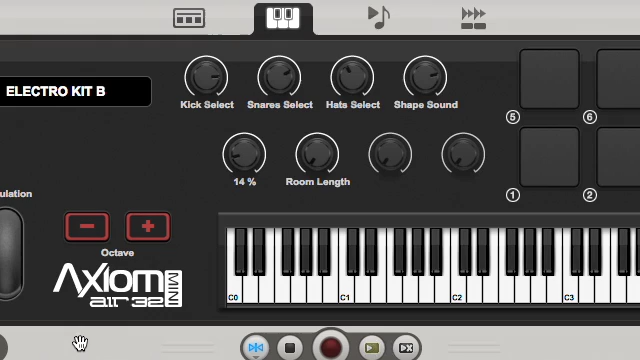 ELECTRO KIT B
Kick Select
Snares Select
Hats Select
Shape Sound
5
6
14 %
Room Length
1
2
ulation
Octave
AXIOM
air 32
MINI
C0
C1
C2
C3